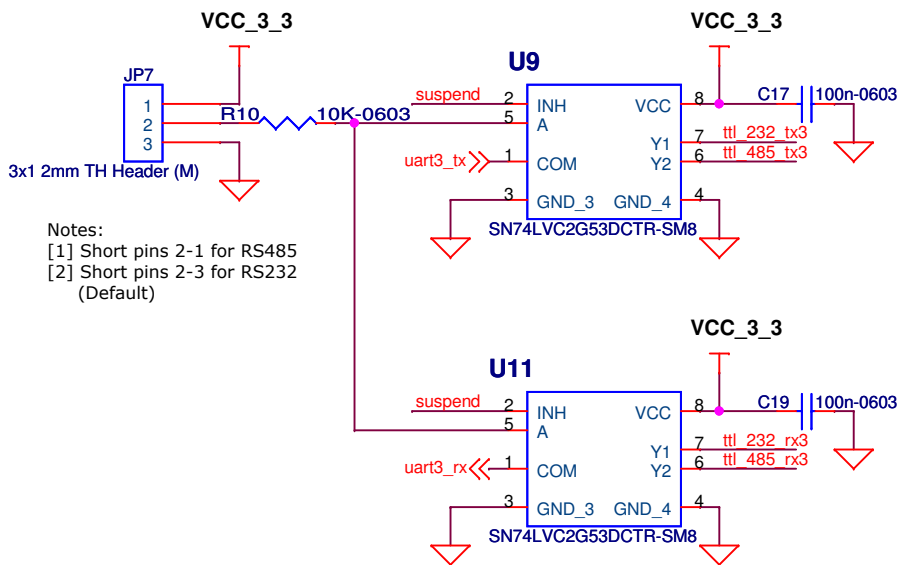 VCC_3_3
JP7
1
2
3
R10
10K-0603
3x1 2mm TH Header (M)
Notes:
[1] Short pins 2-1 for RS485
[2] Short pins 2-3 for RS232
(Default)
VCC_3_3
U9
suspend
2
INH
VCC
8
C17
100n-0603
5
A
Y1
7
ttl_232_tx3
uart3_tx
1
COM
Y2
6
ttl_485_tx3
3
GND_3
GND_4
4
SN74LVC2G53DCTR-SM8
VCC_3_3
U11
suspend
2
INH
VCC
8
C19
100n-0603
5
A
Y1
7
ttl_232_rx3
uart3_rx
1
COM
Y2
6
ttl_485_rx3
3
GND_3
GND_4
4
SN74LVC2G53DCTR-SM8